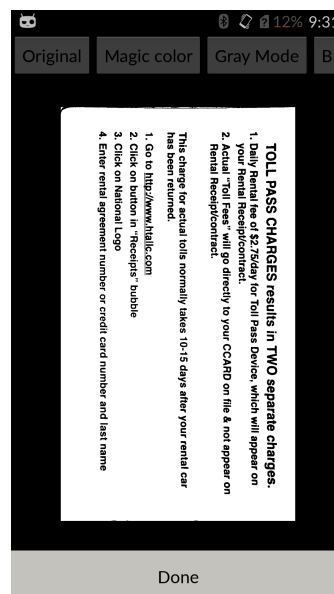 12% 9:31
Original Magic color Gray Mode B
TOLL PASS CHARGES results in TWO separate charges.
1. Daily Rental fee of $2.75/day for Toll Pass Device, which will appear on
your Rental Receipt/contract.
2. Actual "Toll Fees" will go directly to your CCARD on file & not appear on
Rental Receipt/contract.
This charge for actual tolls normally takes 10-15 days after your rental car
has been returned.
1. Go to http://www.htallc.com
2. Click on button in "Receipts" bubble
3. Click on National Logo
4. Enter rental agreement number or credit card number and last name
Done